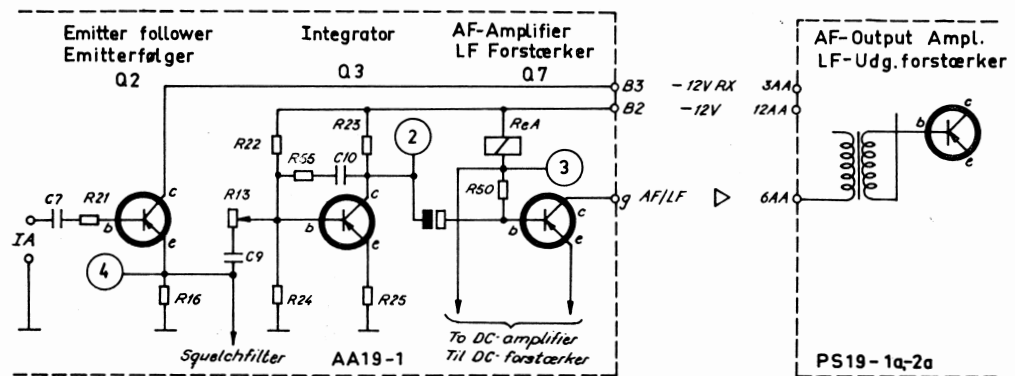 Emitter follower
Emitterfølger
Q2
Integrator
Q3
AF-Amplifier
LF Forstærker
Q7
AF-Output Ampl.
LF-Udg.forstærker
B3 -12V RX 3AA
B2 -12V 12AA
R22
R23
ReA
2
3
R55
C10
R50
C7
R21
R13
IA
b
c
e
b
c
e
b
c
e
b
c
e
g AF/LF 6AA
4
C9
R16
R24
R25
Squelchfilter
AA19-1
To DC-amplifier
Til DC-forstærker
PS19-1a,-2a